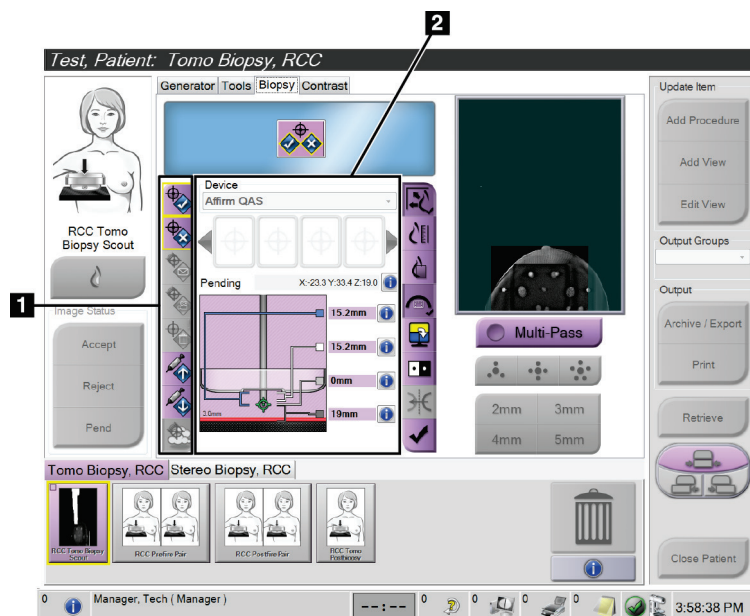 2
Test, Patient: Tomo Biopsy, RCC
Generator Tools Biopsy Contrast
Update Item
Add Procedure
Add View
Edit View
Device
Affirm QAS
RCC Tomo
Biopsy Scout
Output Groups
Pending X:-23.3 Y:33.4 Z:19.0
1
Image Status
Output
15.2mm
Archive / Export
Multi-Pass
Accept
15.2mm
Print
Reject
0mm
2mm 3mm
Retrieve
3.0mm 19mm
Pend
4mm 5mm
Tomo Biopsy, RCC Stereo Biopsy, RCC
RCC Tomo Biopsy
Scout
RCC Prefire Pair
RCC Postfire Pair
RCC Tomo
Postbiopsy
Close Patient
0 Manager, Tech ( Manager ) --:-- 0 0 0 0 3:58:38 PM